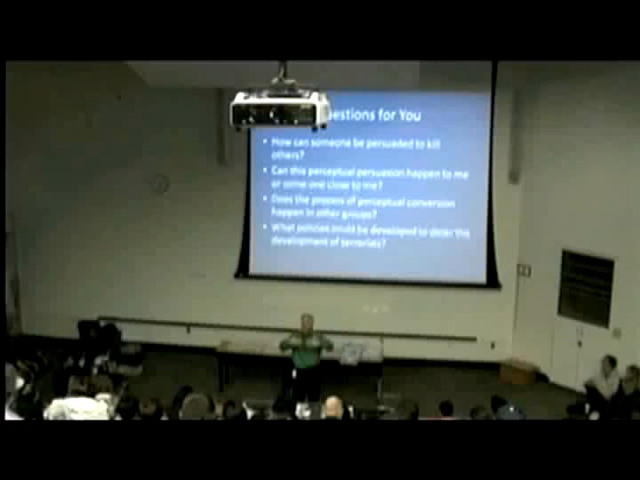 estions for You
• How can someone be persuaded to kill
others?
• Can this perceptual persuasion happen to me
or some one close to me?
• Does the process of perceptual conversion
happen in other groups?
• What policies could be developed to deter the
development of terrorists?